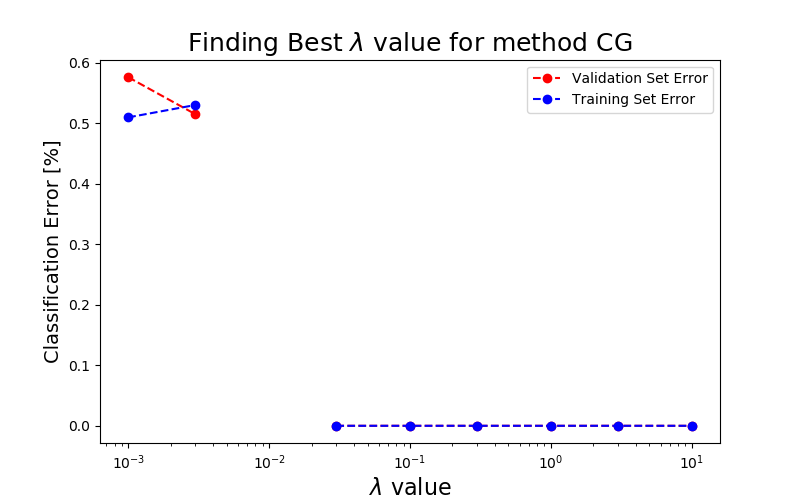 Finding Best λ value for method CG
Validation Set Error
Training Set Error
Classification Error [%]
0.6
0.5
0.4
0.3
0.2
0.1
0.0
10⁻³ 10⁻² 10⁻¹ 10⁰ 10¹
λ value